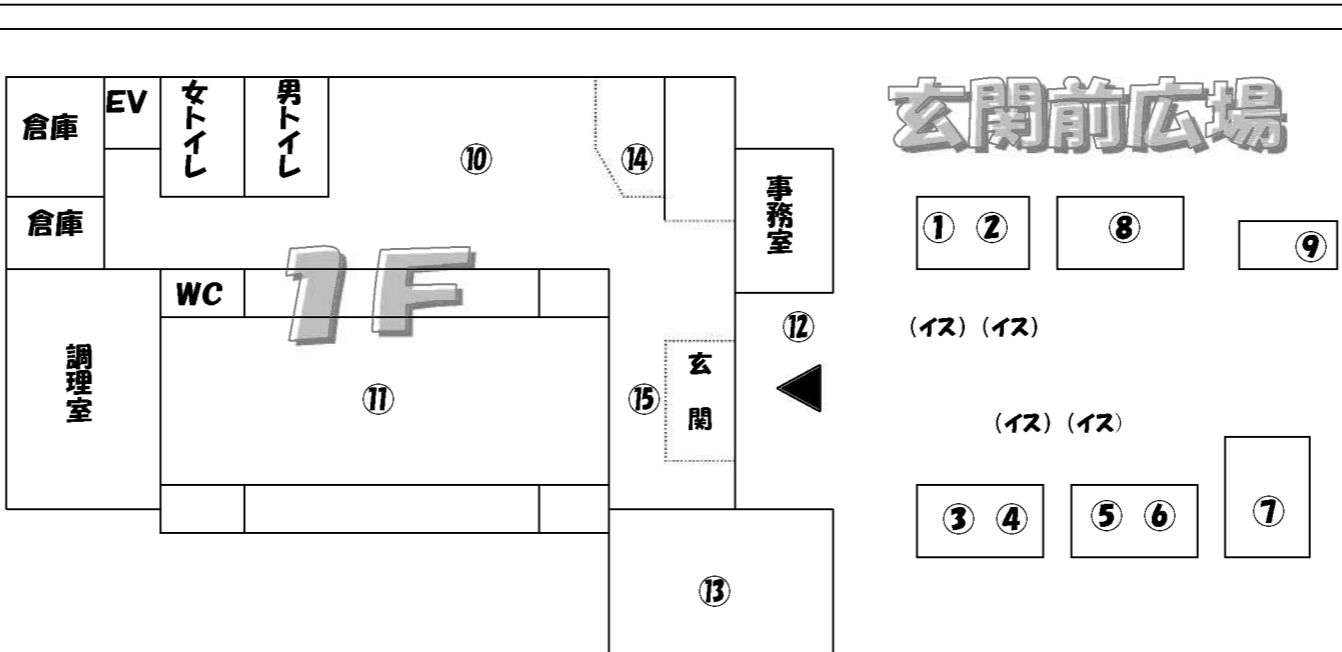 玄関前広場
倉庫
EV
女トイレ
男トイレ
⑩
⑭
事務室
①
②
⑧
⑨
倉庫
1F
WC
⑫
(イス) (イス)
調理室
⑪
⑮
玄関
(イス) (イス)
③
④
⑤
⑥
⑦
⑬